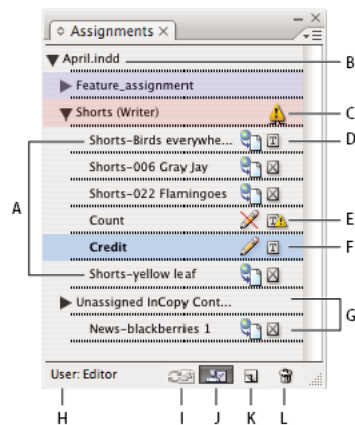 Assignments
April.indd
B
Feature_assignment
Shorts (Writer)
C
Shorts-Birds everywhe...
D
Shorts-006 Gray Jay
Shorts-022 Flamingoes
A
Count
E
Credit
F
Shorts-yellow leaf
Unassigned InCopy Cont...
G
News-blackberries 1
User: Editor
H I J K L